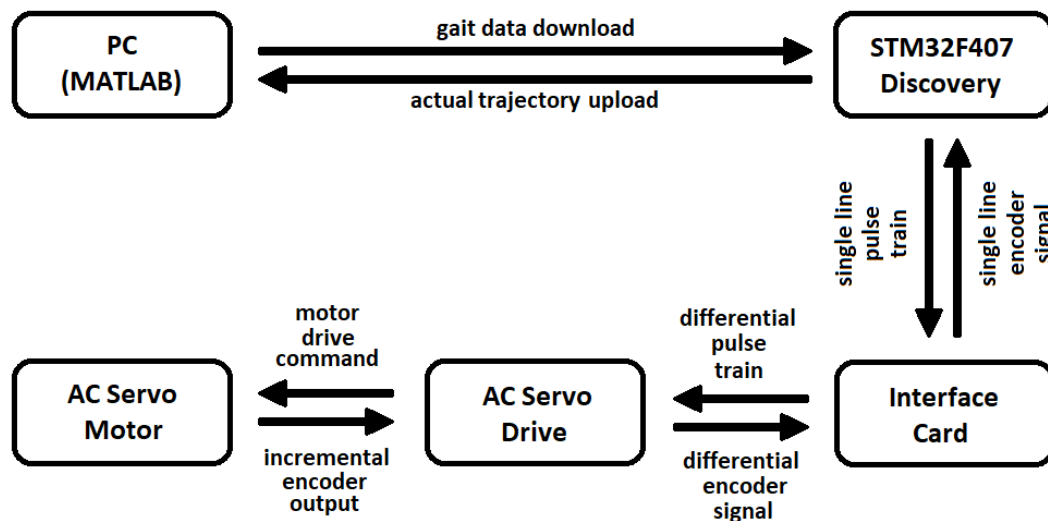 PC
(MATLAB)
gait data download
actual trajectory upload
STM32F407
Discovery
single line
pulse
train
single line
encoder
signal
motor
drive
command
differential
pulse
train
AC Servo
Motor
AC Servo
Drive
Interface
Card
incremental
encoder
output
differential
encoder
signal